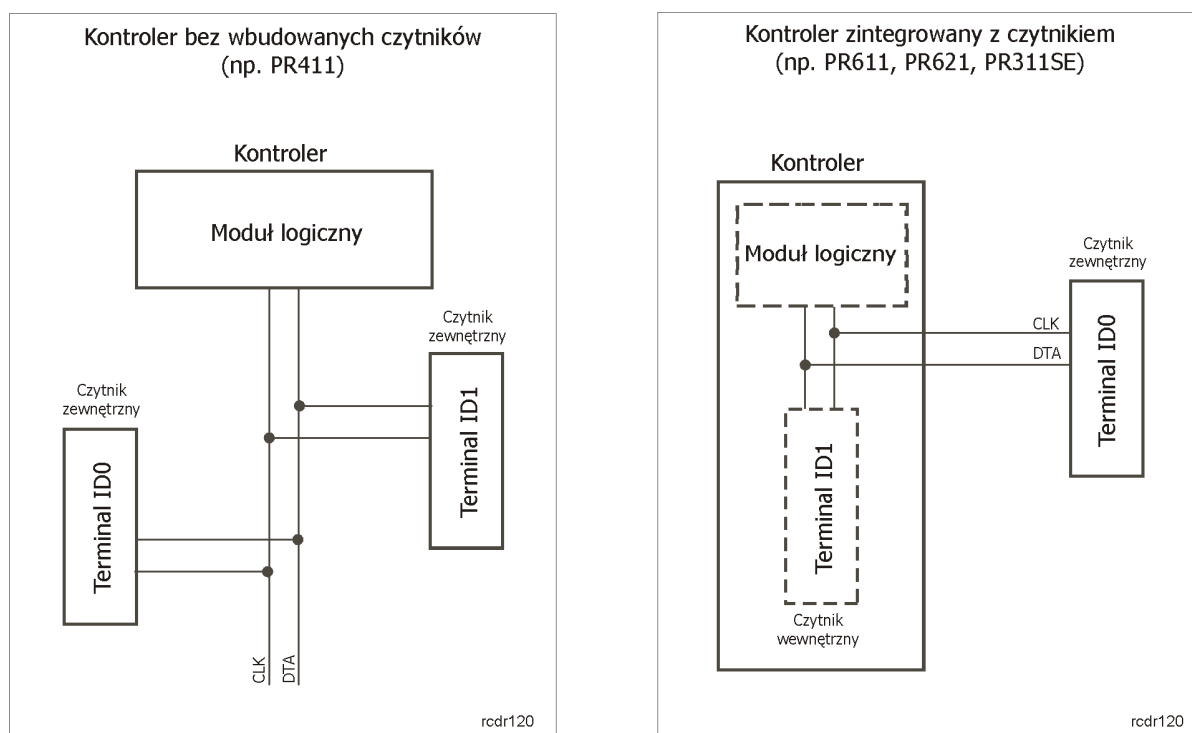 Kontroler bez wbudowanych czytników
(np. PR411)
Kontroler
Moduł logiczny
Czytnik
zewnętrzny
Terminal ID1
Czytnik
zewnętrzny
Terminal ID0
CLK
DTA
rcdr120
Kontroler zintegrowany z czytnikiem
(np. PR611, PR621, PR311SE)
Kontroler
Moduł logiczny
Czytnik
zewnętrzny
CLK
DTA
Terminal ID0
Terminal ID1
Czytnik
wewnętrzny
rcdr120